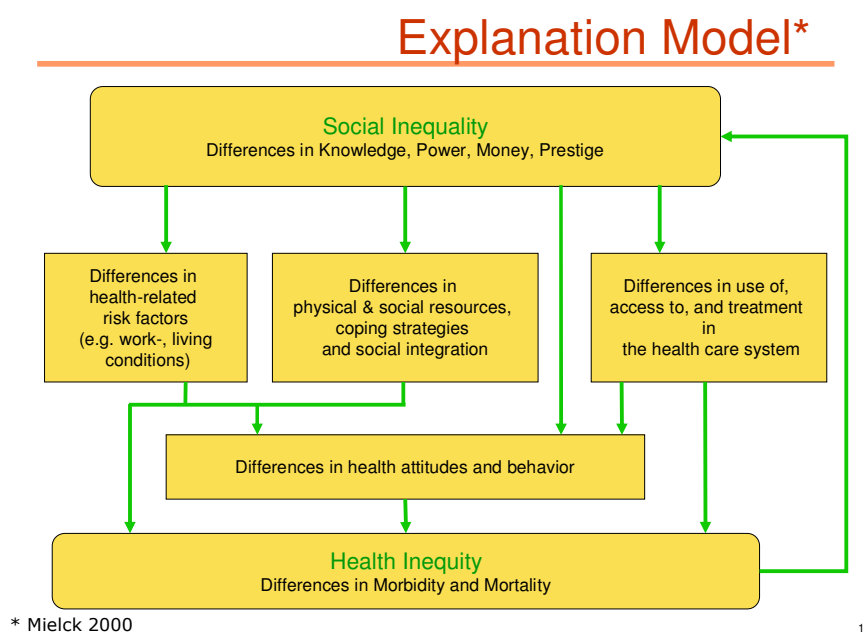 Explanation Model*
Social Inequality
Differences in Knowledge, Power, Money, Prestige
Differences in
health-related
risk factors
(e.g. work-, living
conditions)
Differences in
physical & social resources,
coping strategies
and social integration
Differences in use of,
access to, and treatment
in
the health care system
Differences in health attitudes and behavior
Health Inequity
Differences in Morbidity and Mortality
* Mielck 2000
1